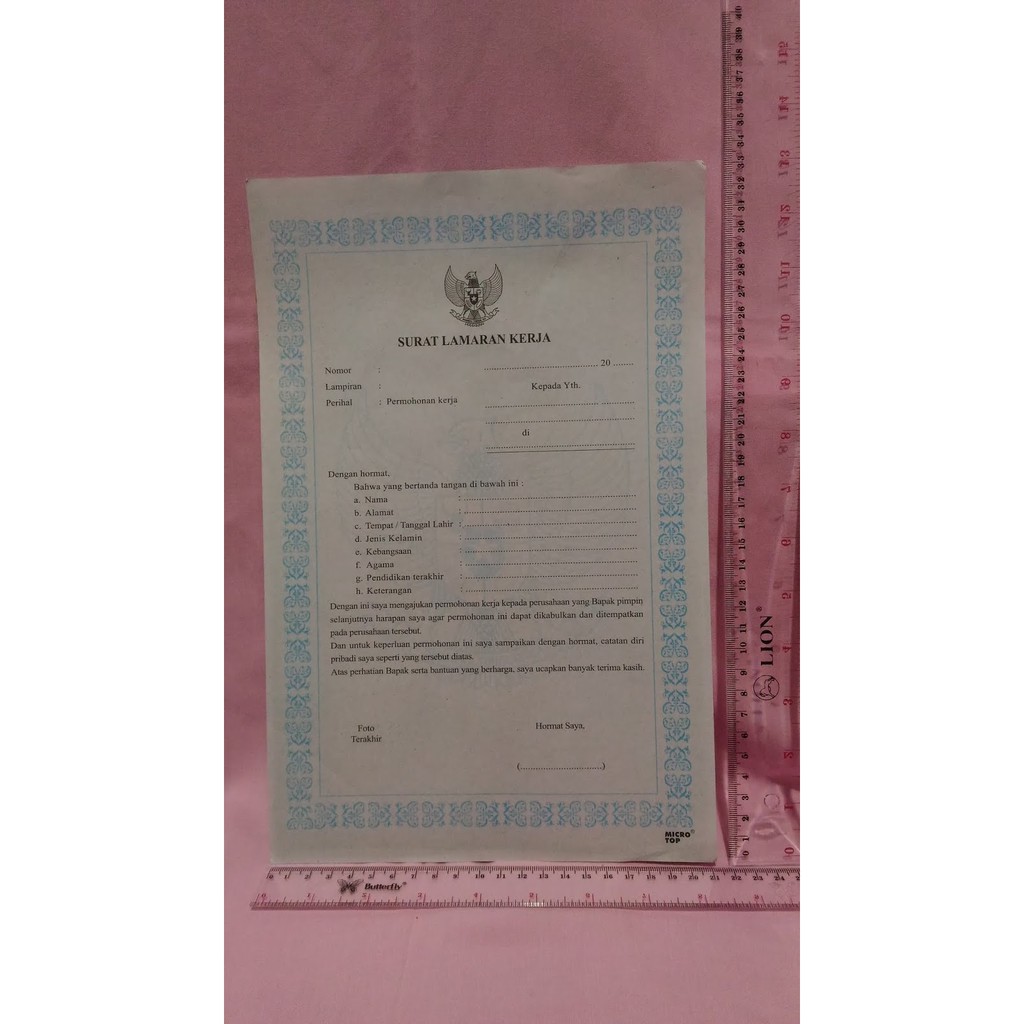 SURAT LAMARAN KERJA
Nomor :
.................................................... 20 ........
Lampiran :
Kepada Yth.
Perihal : Permohonan kerja
di
Dengan hormat,
Bahwa yang bertanda tangan di bawah ini :
a. Nama :
b. Alamat :
c. Tempat / Tanggal Lahir :
d. Jenis Kelamin :
e. Kebangsaan :
f. Agama :
g. Pendidikan terakhir :
h. Keterangan :
Dengan ini saya mengajukan permohonan kerja kepada perusahaan yang Bapak pimpin
selanjutnya harapan saya agar permohonan ini dapat dikabulkan dan ditempatkan
pada perusahaan tersebut.
Dan untuk keperluan permohonan ini saya sampaikan dengan hormat, catatan diri
pribadi saya seperti yang tersebut diatas.
Atas perhatian Bapak serta bantuan yang berharga, saya ucapkan banyak terima kasih.
Foto
Terakhir
Hormat Saya,
(...............................)
MICRO®
TOP
Butterfly®
LION®